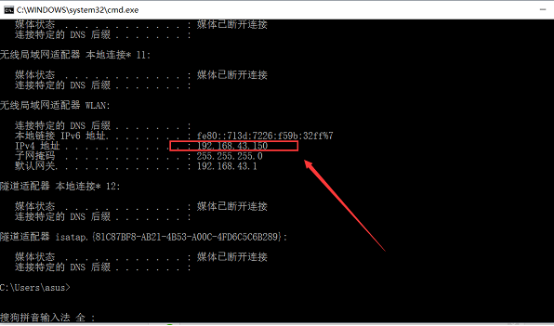 C:\WINDOWS\system32\cmd.exe
媒体状态 . . . . . . . . . . . . : 媒体已断开连接
连接特定的 DNS 后缀 . . . . . . . :
无线局域网适配器 本地连接* 11:
媒体状态 . . . . . . . . . . . . : 媒体已断开连接
连接特定的 DNS 后缀 . . . . . . . :
无线局域网适配器 WLAN:
连接特定的 DNS 后缀 . . . . . . . :
本地链接 IPv6 地址. . . . . . . . : fe80::713d:7226:f59b:32ff%7
IPv4 地址 . . . . . . . . . . . . : 192.168.43.150
子网掩码 . . . . . . . . . . . . : 255.255.255.0
默认网关. . . . . . . . . . . . . : 192.168.43.1
隧道适配器 本地连接* 12:
媒体状态 . . . . . . . . . . . . : 媒体已断开连接
连接特定的 DNS 后缀 . . . . . . . :
隧道适配器 isatap.{81C87BF8-AB21-4B53-A00C-4FD6C5C6B289}:
媒体状态 . . . . . . . . . . . . : 媒体已断开连接
连接特定的 DNS 后缀 . . . . . . . :
C:\Users\asus>
搜狗拼音输入法 全 :